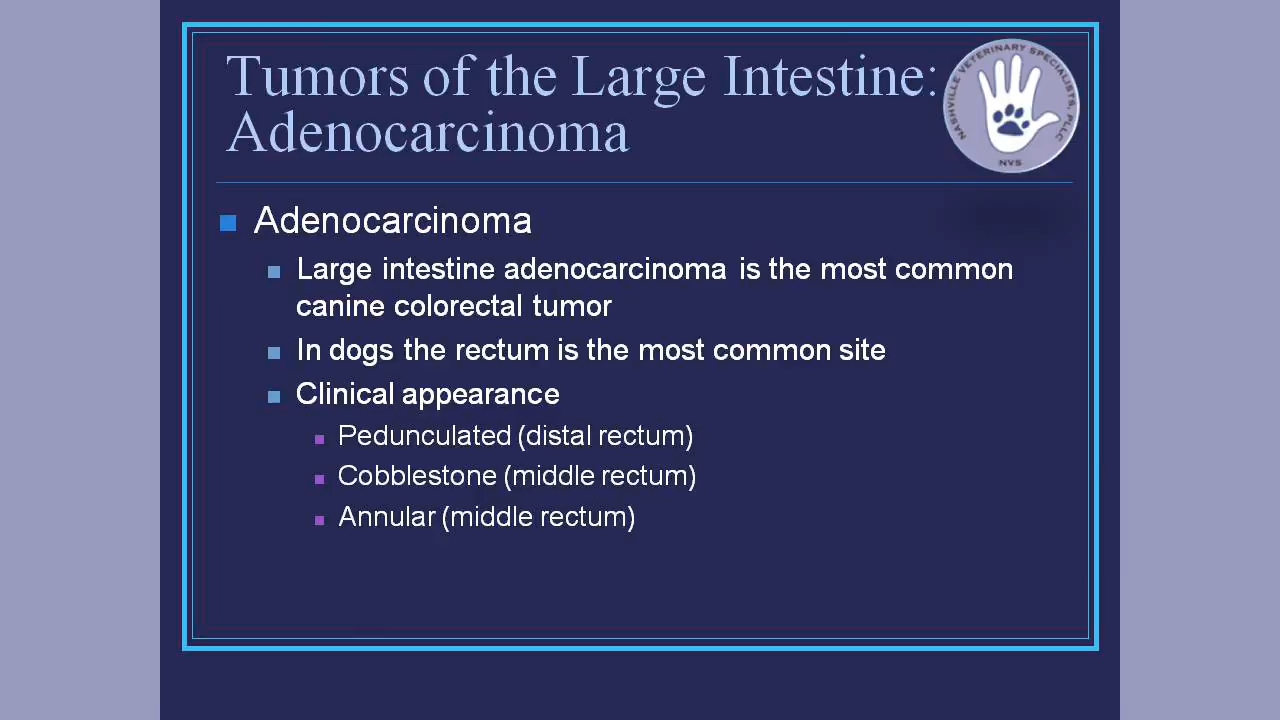 Tumors of the Large Intestine:
Adenocarcinoma
NASHVILLE VETERINARY SPECIALISTS, PLLC
NVS
Adenocarcinoma
Large intestine adenocarcinoma is the most common
canine colorectal tumor
In dogs the rectum is the most common site
Clinical appearance
Pedunculated (distal rectum)
Cobblestone (middle rectum)
Annular (middle rectum)